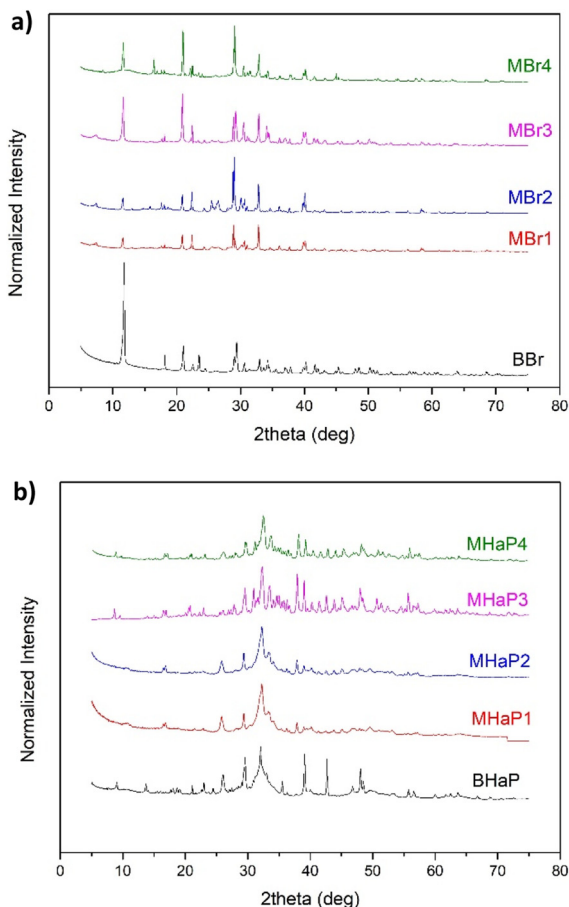 a)
Normalized Intensity
MBr4
MBr3
MBr2
MBr1
BBr
0 10 20 30 40 50 60 70 80
2theta (deg)
b)
Normalized Intensity
MHaP4
MHaP3
MHaP2
MHaP1
BHaP
0 10 20 30 40 50 60 70 80
2theta (deg)